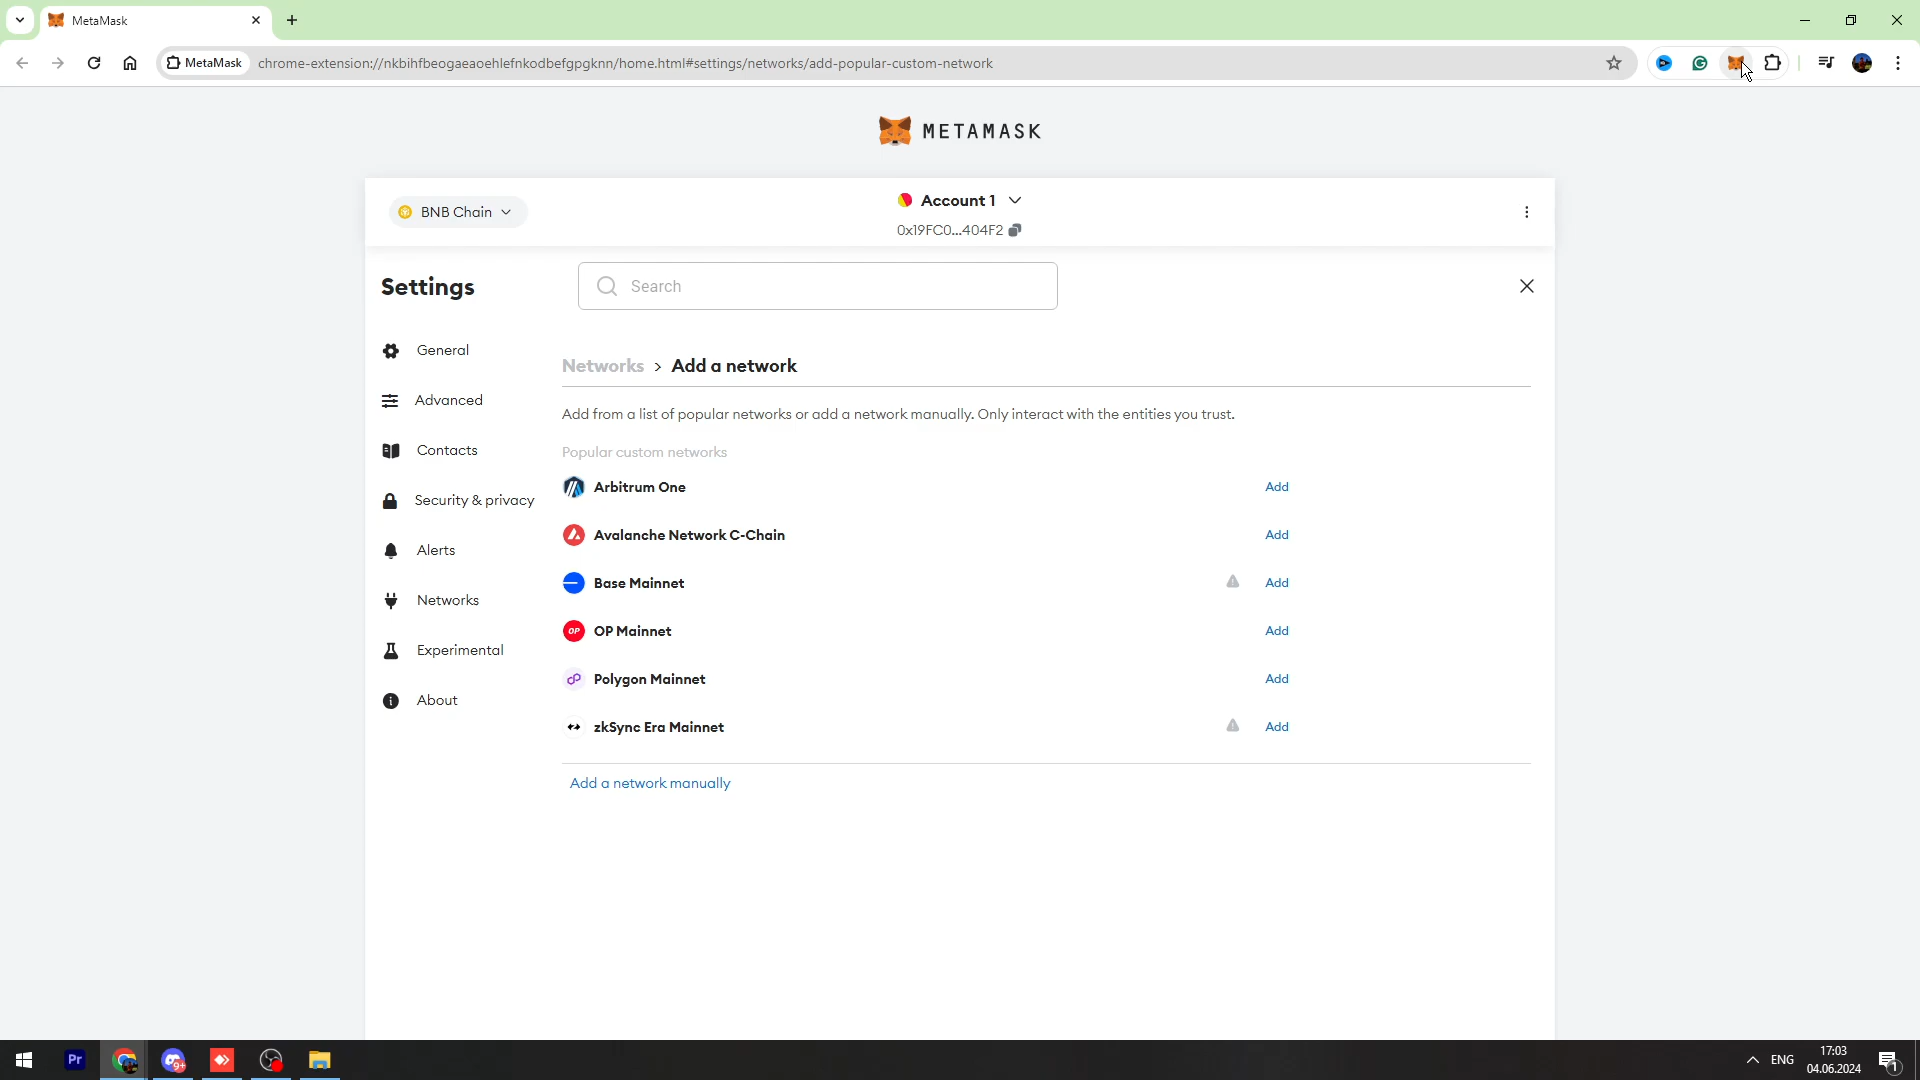 MetaMask
MetaMask
chrome-extension://nkbihfbeogaeaoehlefnkodbefgpgknn/home.html#settings/networks/add-popular-custom-network
METAMASK
BNB Chain
Account 1
0x19FC0...404F2
Settings
Search
General
Advanced
Contacts
Security & privacy
Alerts
Networks
Experimental
About
Networks > Add a network
Add from a list of popular networks or add a network manually. Only interact with the entities you trust.
Popular custom networks
Arbitrum One Add
Avalanche Network C-Chain Add
Base Mainnet Add
OP OP Mainnet Add
Polygon Mainnet Add
zkSync Era Mainnet Add
Add a network manually
Pr
9+
ENG
17:03
04.06.2024
1